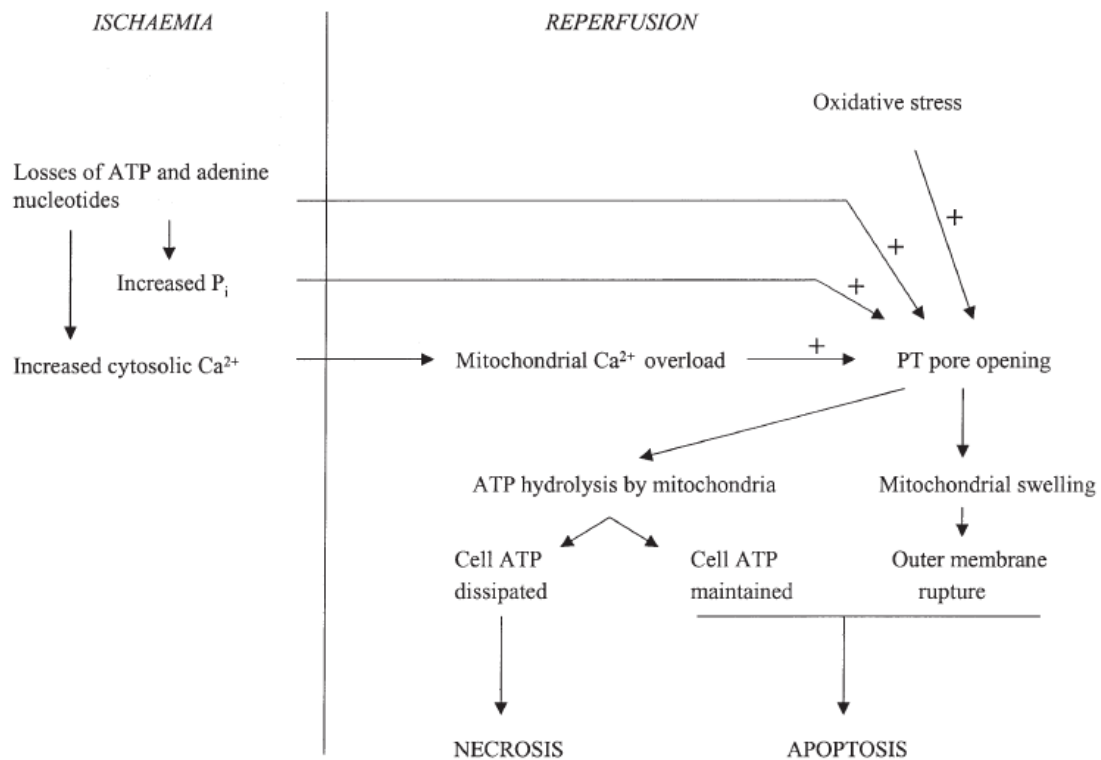 ISCHAEMIA
REPERFUSION
Oxidative stress
Losses of ATP and adenine
nucleotides
+
+
Increased Pi
+
Increased cytosolic Ca²⁺
Mitochondrial Ca²⁺ overload
+
PT pore opening
ATP hydrolysis by mitochondria
Mitochondrial swelling
Cell ATP
dissipated
Cell ATP
maintained
Outer membrane
rupture
NECROSIS
APOPTOSIS